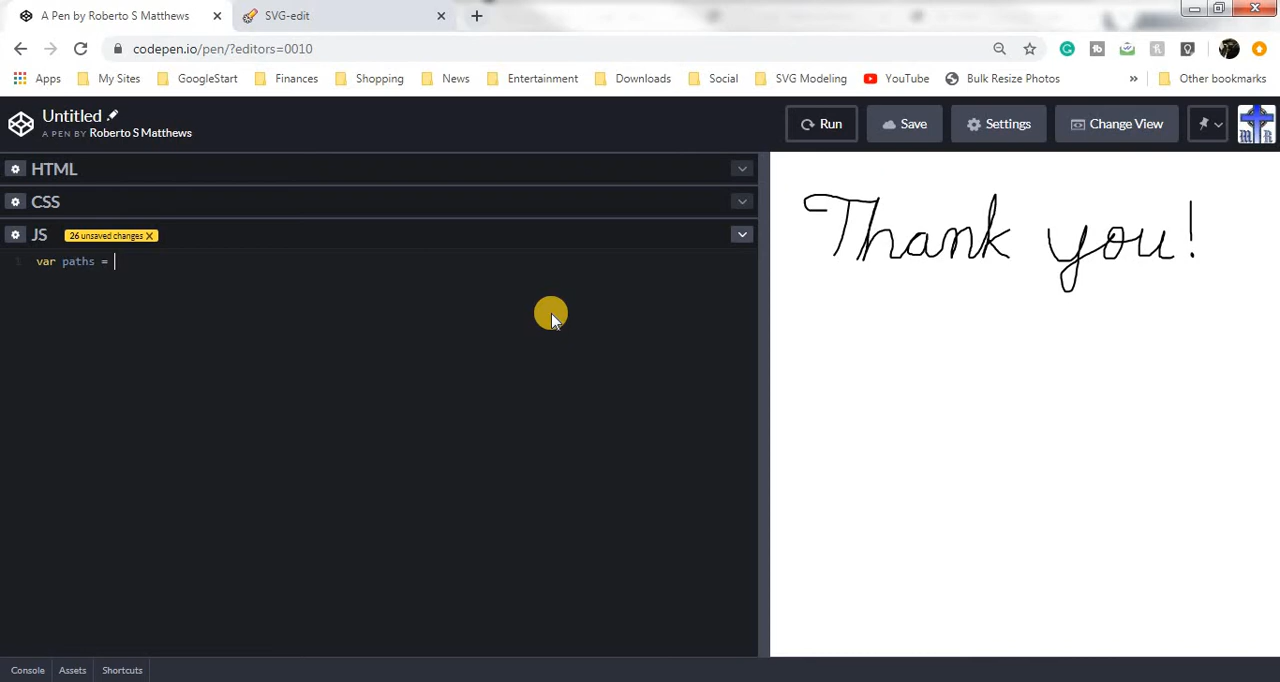 A Pen by Roberto S Matthews
SVG-edit
codepen.io/pen/?editors=0010
Apps My Sites GoogleStart Finances Shopping News Entertainment Downloads Social SVG Modeling YouTube Bulk Resize Photos » Other bookmarks
Untitled
A PEN BY Roberto S Matthews
Run Save Settings Change View
HTML
CSS
JS 26 unsaved changes X
1 var paths =
Thank you!
Console Assets Shortcuts